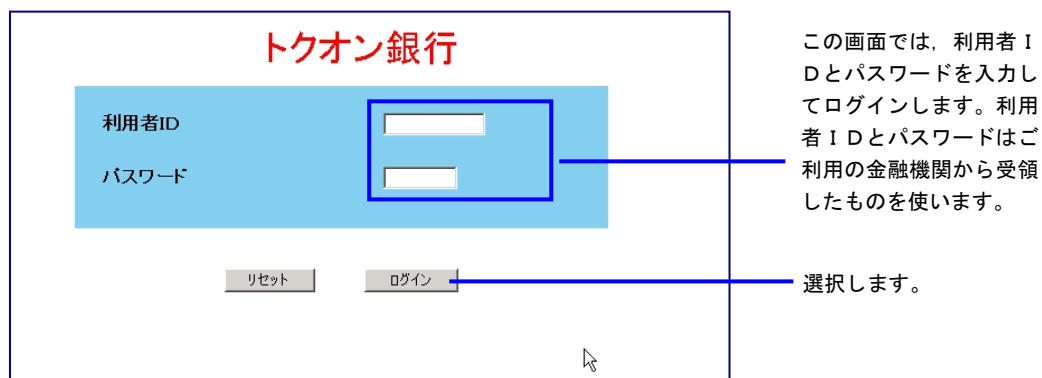 トクオン銀行
利用者ID
パスワード
リセット
ログイン
この画面では，利用者Ｉ
Ｄとパスワードを入力し
てログインします。利用
者ＩＤとパスワードはご
利用の金融機関から受領
したものを使います。
選択します。